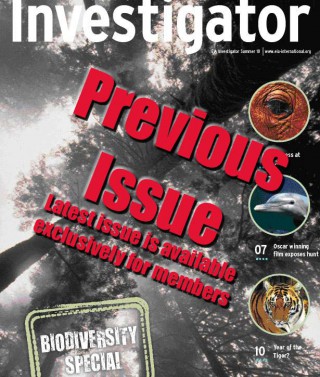 Investigator
EIA Investigator Summer 10 | www.eia-international.org
Previous
Issue
Latest issue is available
exclusively for members
ss at
07
Oscar winning
film exposes hunt
10
Year of the
Tiger?
BIODIVERSITY
SPECIAL